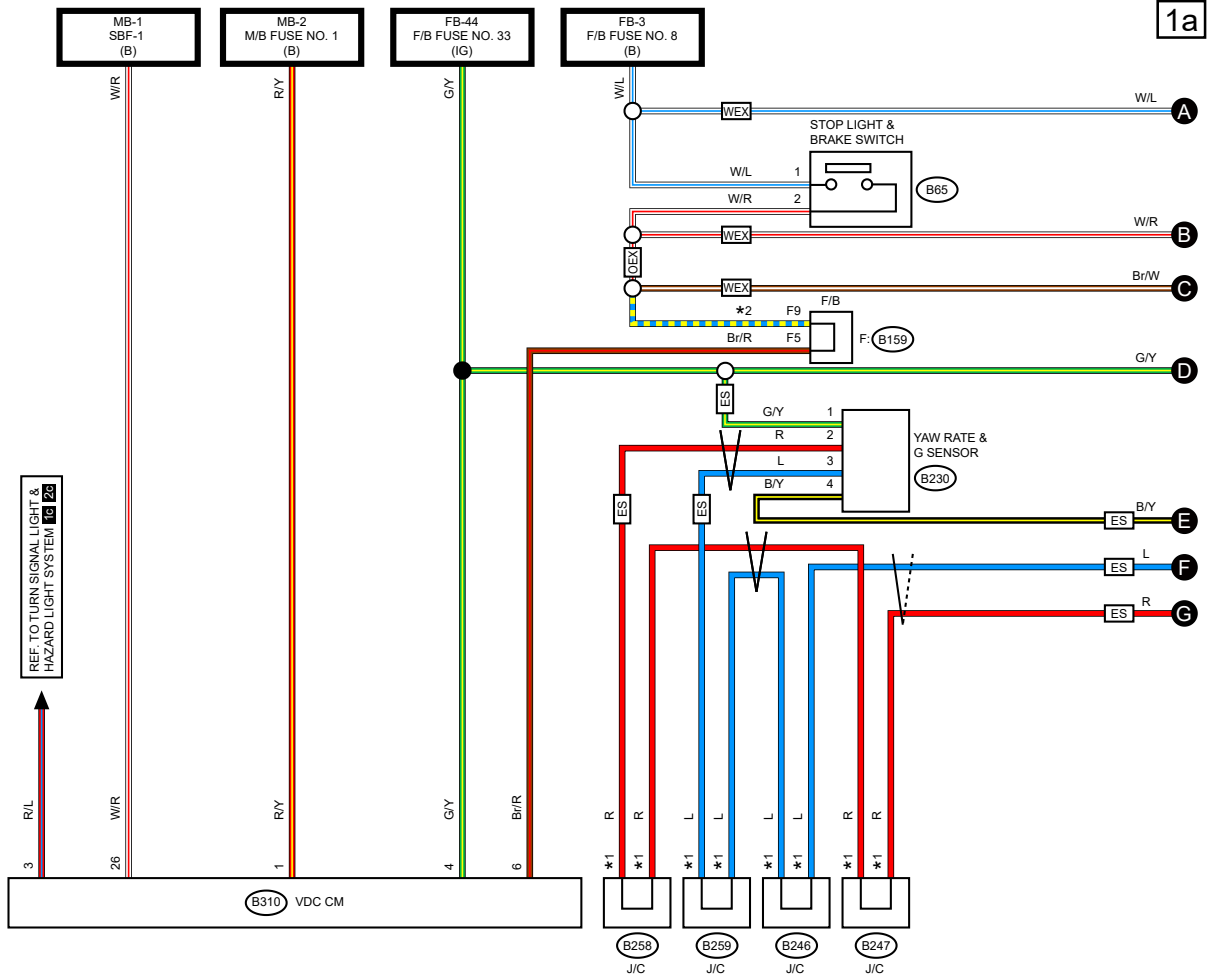 MB-1
SBF-1
(B)
MB-2
M/B FUSE NO. 1
(B)
FB-44
F/B FUSE NO. 33
(IG)
FB-3
F/B FUSE NO. 8
(B)
1a
W/R
R/Y
G/Y
W/L
WEX
W/L
A
STOP LIGHT &
BRAKE SWITCH
W/L
1
W/R
2
B65
WEX
W/R
B
OEX
WEX
Br/W
C
*2
F9
F/B
Br/R
F5
F:
B159
G/Y
D
ES
G/Y
1
R
2
L
3
B/Y
4
YAW RATE &
G SENSOR
B230
ES
ES
ES
B/Y
E
ES
L
F
ES
R
G
REF. TO TURN SIGNAL LIGHT &
HAZARD LIGHT SYSTEM 1c 2c
R/L
W/R
R/Y
G/Y
Br/R
R
R
L
L
L
L
R
R
3
26
1
4
6
*1
*1
*1
*1
*1
*1
*1
*1
B310
VDC CM
B258
J/C
B259
J/C
B246
J/C
B247
J/C